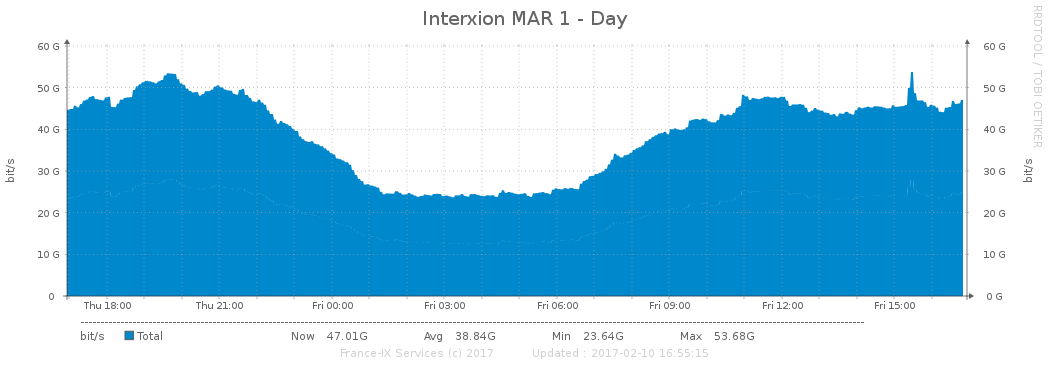 Interxion MAR 1 - Day
RRDTOOL / TOBI OETIKER
60 G 60 G
50 G 50 G
40 G 40 G
30 G 30 G
20 G 20 G
10 G 10 G
0 0 G
bit/s
bit/s
Thu 18:00 Thu 21:00 Fri 00:00 Fri 03:00 Fri 06:00 Fri 09:00 Fri 12:00 Fri 15:00
bit/s Total Now 47.01G Avg 38.84G Min 23.64G Max 53.68G
France-IX Services (c) 2017 Updated : 2017-02-10 16:55:15